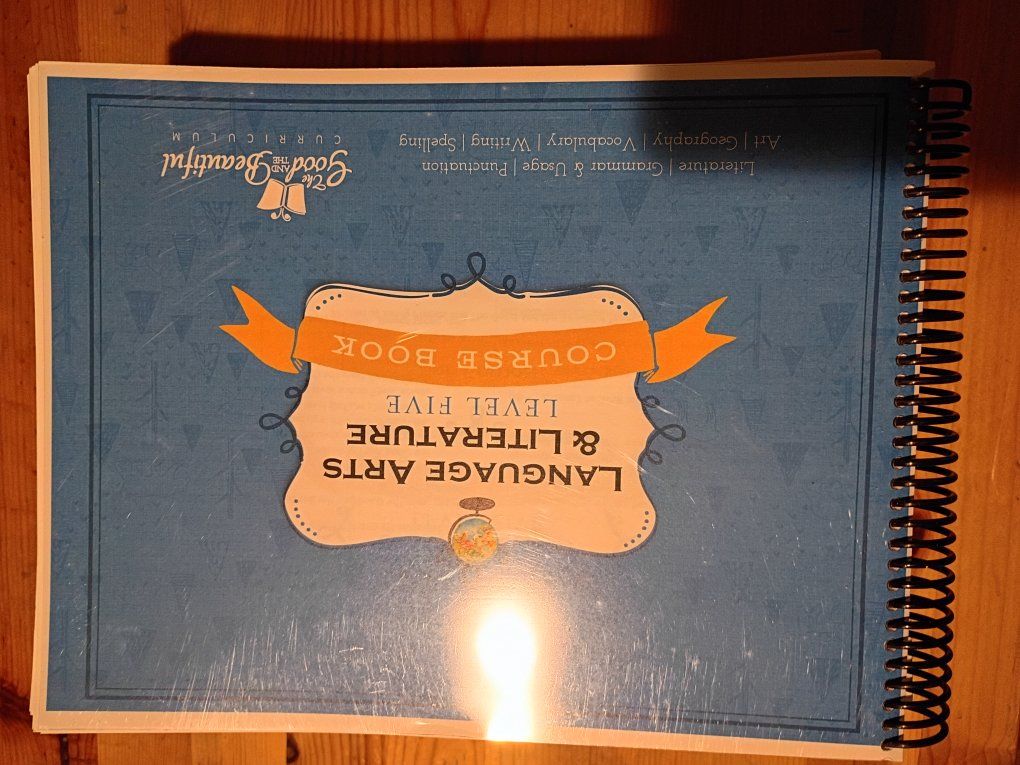 LANGUAGE ARTS
& LITERATURE
LEVEL FIVE
COURSE BOOK
Literature | Grammar & Usage | Punctuation
Art | Geography | Vocabulary | Writing | Spelling
The
Good AND THE
Beautiful
CURRICULUM